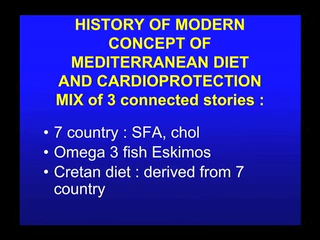 HISTORY OF MODERN
CONCEPT OF
MEDITERRANEAN DIET
AND CARDIOPROTECTION
MIX of 3 connected stories :
• 7 country : SFA, chol
• Omega 3 fish Eskimos
• Cretan diet : derived from 7
country